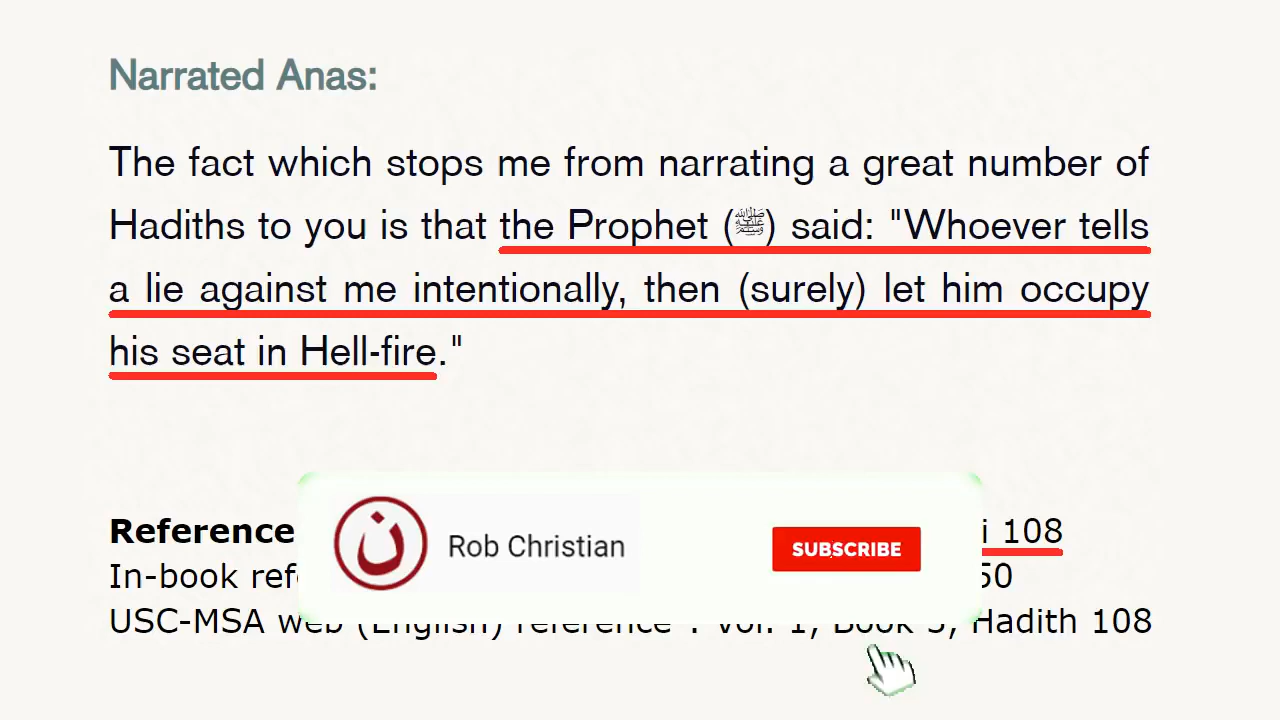 Narrated Anas:
The fact which stops me from narrating a great number of
Hadiths to you is that the Prophet (ﷺ) said: "Whoever tells
a lie against me intentionally, then (surely) let him occupy
his seat in Hell-fire."
Reference i 108
In-book ref 50
USC-MSA web (English) reference : Vol. 1, Book 3, Hadith 108
ن Rob Christian SUBSCRIBE